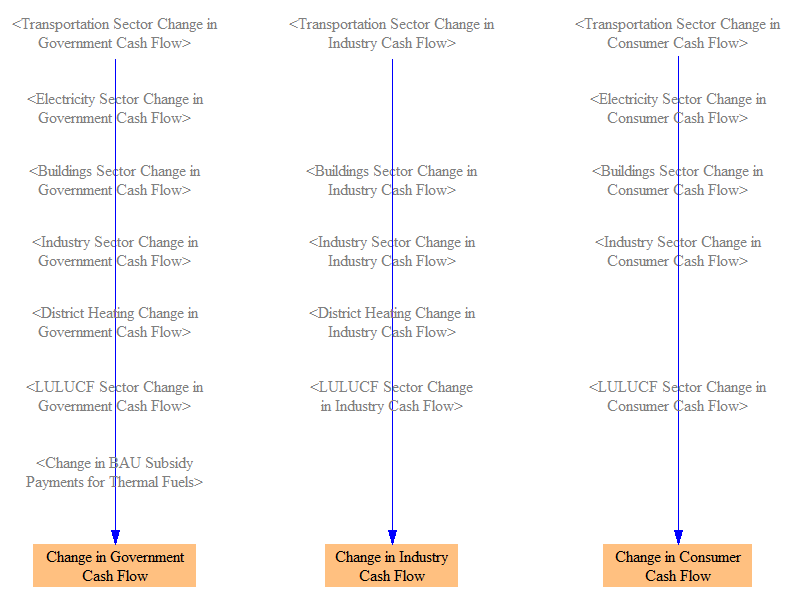 <Transportation Sector Change in
Government Cash Flow>
<Electricity Sector Change in
Government Cash Flow>
<Buildings Sector Change in
Government Cash Flow>
<Industry Sector Change in
Government Cash Flow>
<District Heating Change in
Government Cash Flow>
<LULUCF Sector Change in
Government Cash Flow>
<Change in BAU Subsidy
Payments for Thermal Fuels>
Change in Government
Cash Flow
<Transportation Sector Change in
Industry Cash Flow>
<Buildings Sector Change in
Industry Cash Flow>
<Industry Sector Change in
Industry Cash Flow>
<District Heating Change in
Industry Cash Flow>
<LULUCF Sector Change
in Industry Cash Flow>
Change in Industry
Cash Flow
<Transportation Sector Change in
Consumer Cash Flow>
<Electricity Sector Change in
Consumer Cash Flow>
<Buildings Sector Change in
Consumer Cash Flow>
<Industry Sector Change in
Consumer Cash Flow>
<LULUCF Sector Change in
Consumer Cash Flow>
Change in Consumer
Cash Flow